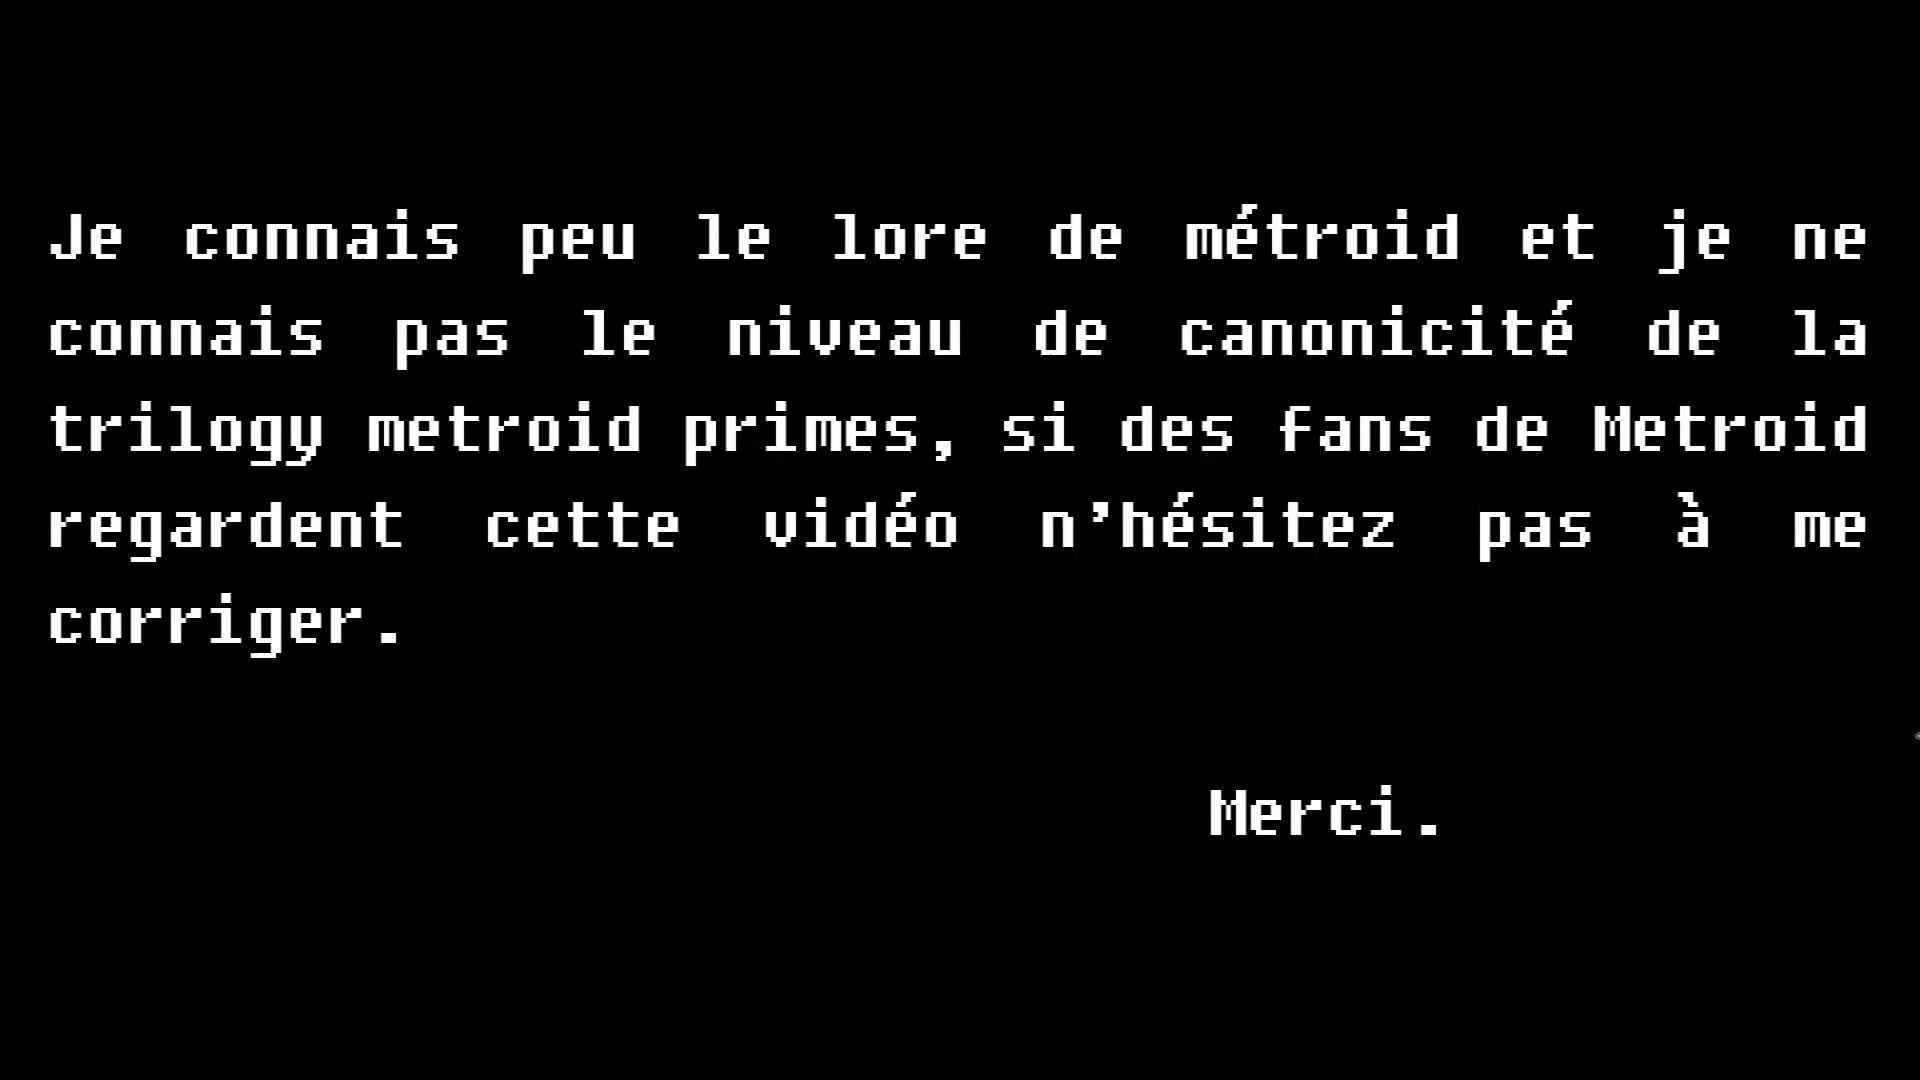 Je connais peu le lore de métroid et je ne
connais pas le niveau de canonicité de la
trilogy metroid primes, si des fans de Metroid
regardent cette vidéo n'hésitez pas à me
corriger.
Merci.